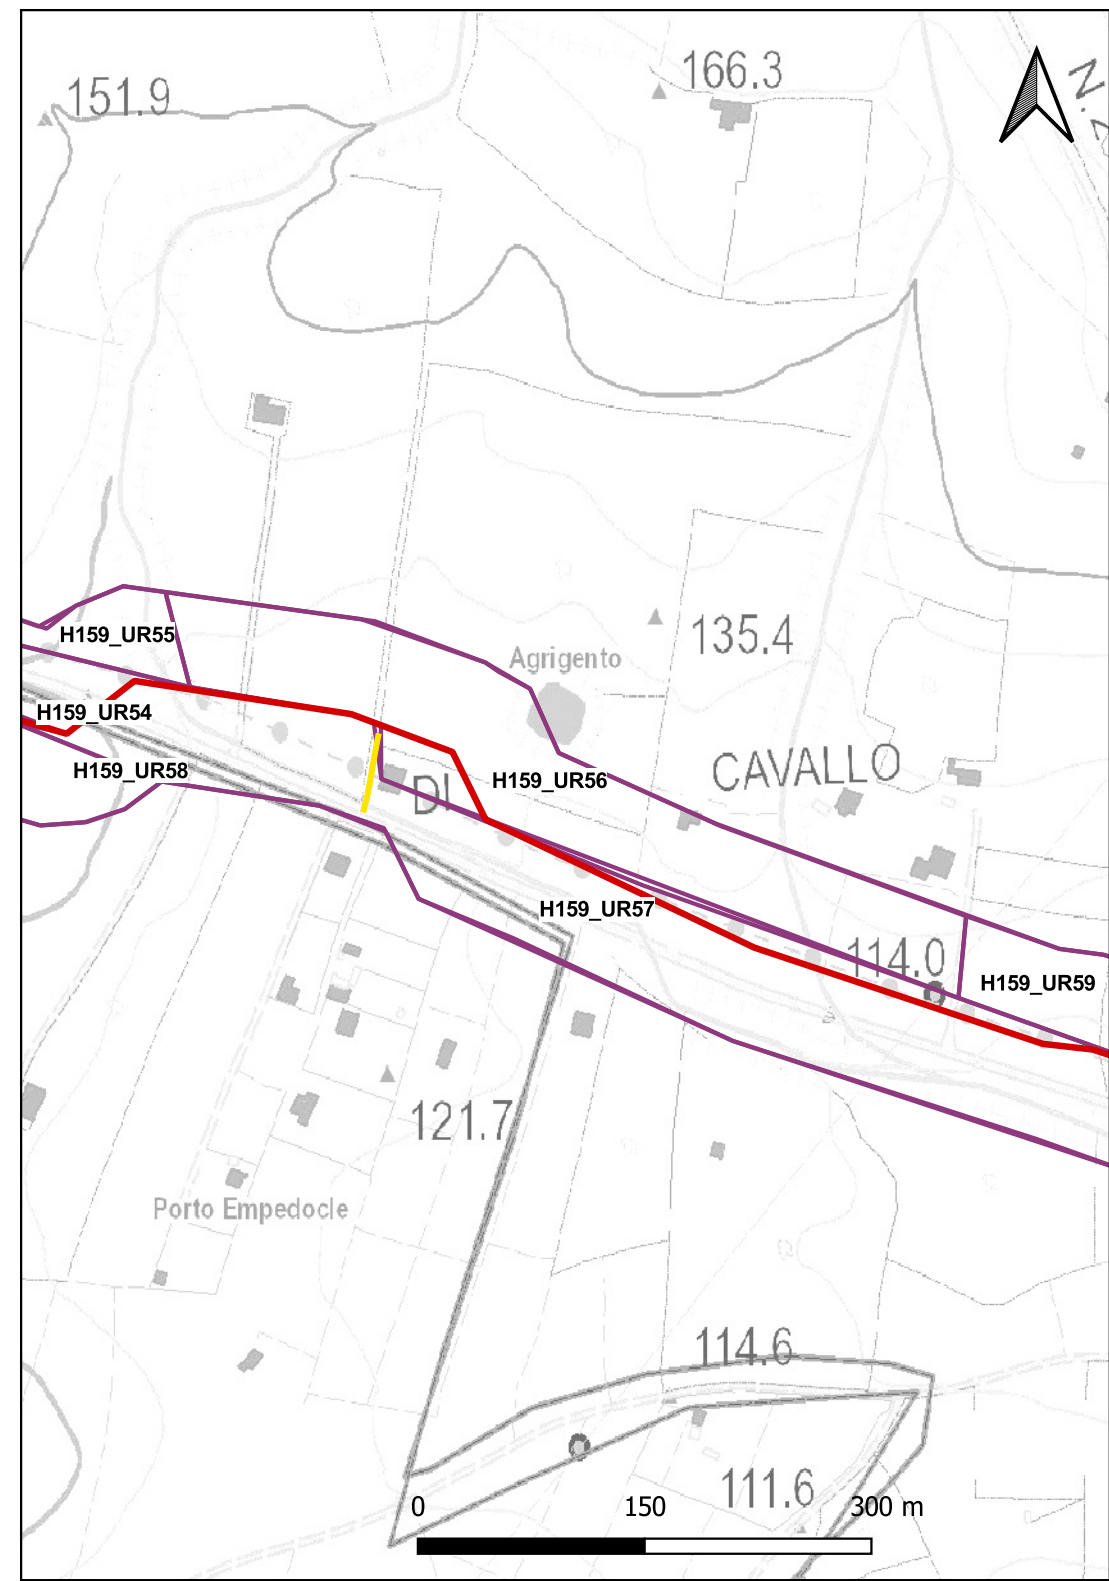 166.3
151.9
N.
H159_UR55
135.4
Agrigento
H159_UR54
CAVALLO
H159_UR58
H159_UR56
DI
H159_UR57
114.0
H159_UR59
121.7
Porto Empedocle
114.6
111.6
0 150 300 m